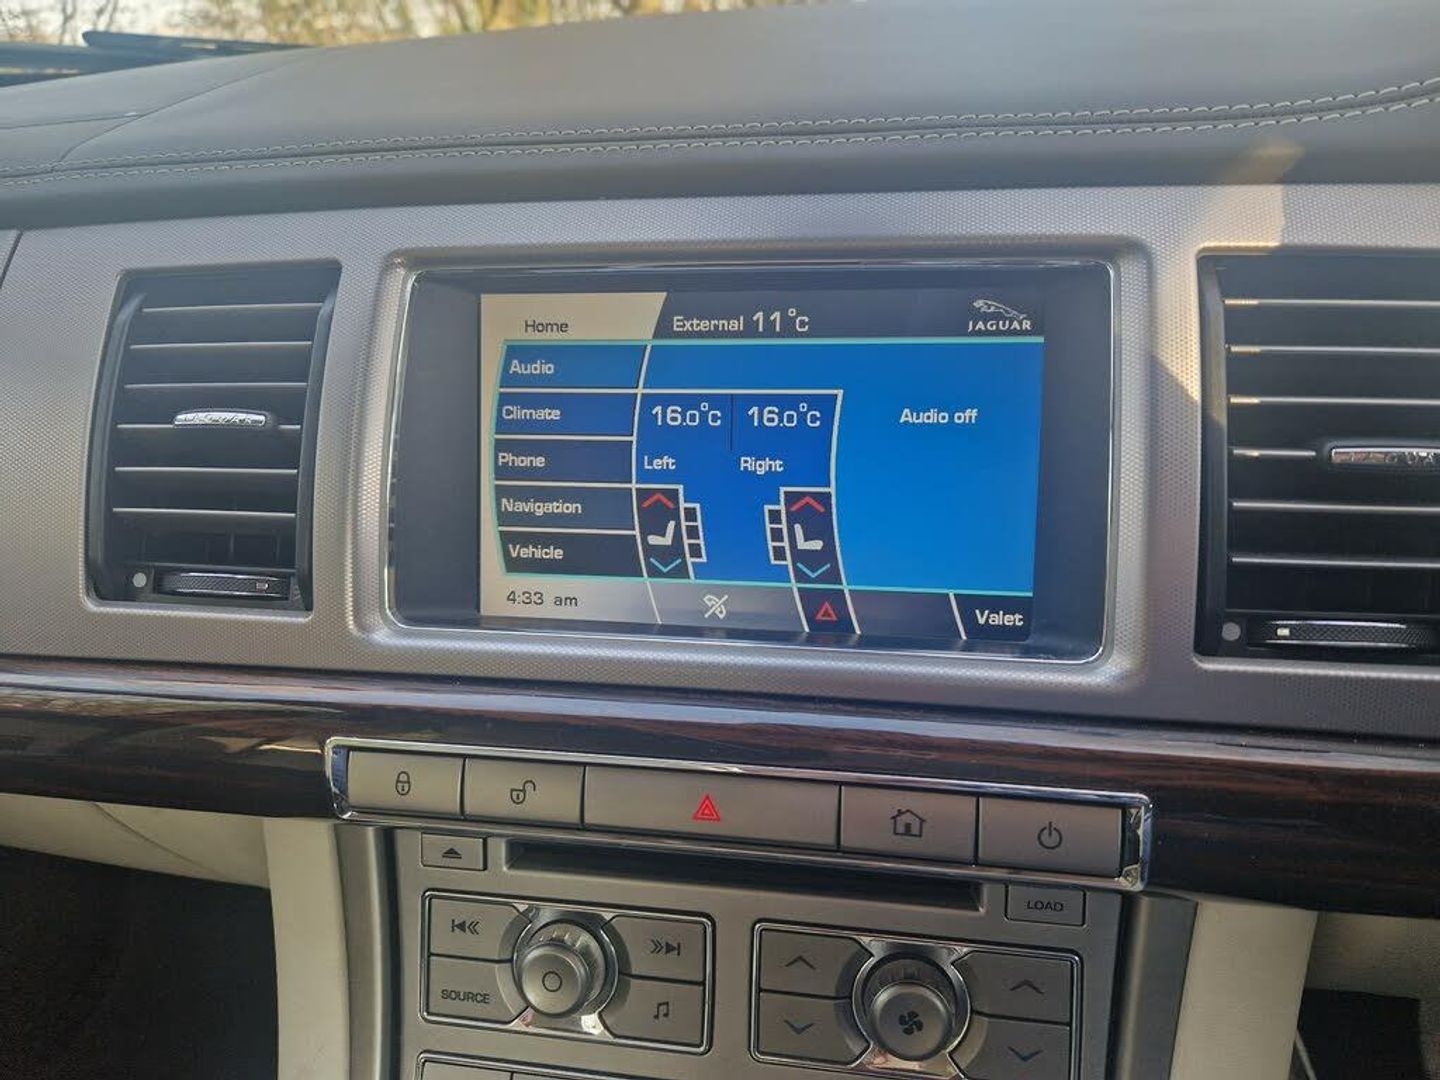 Home
External 11°C
JAGUAR
Audio
Climate
16.0°C
16.0°C
Audio off
Phone
Left
Right
Navigation
Vehicle
4:33 am
Valet
LOAD
SOURCE
JAGUAR